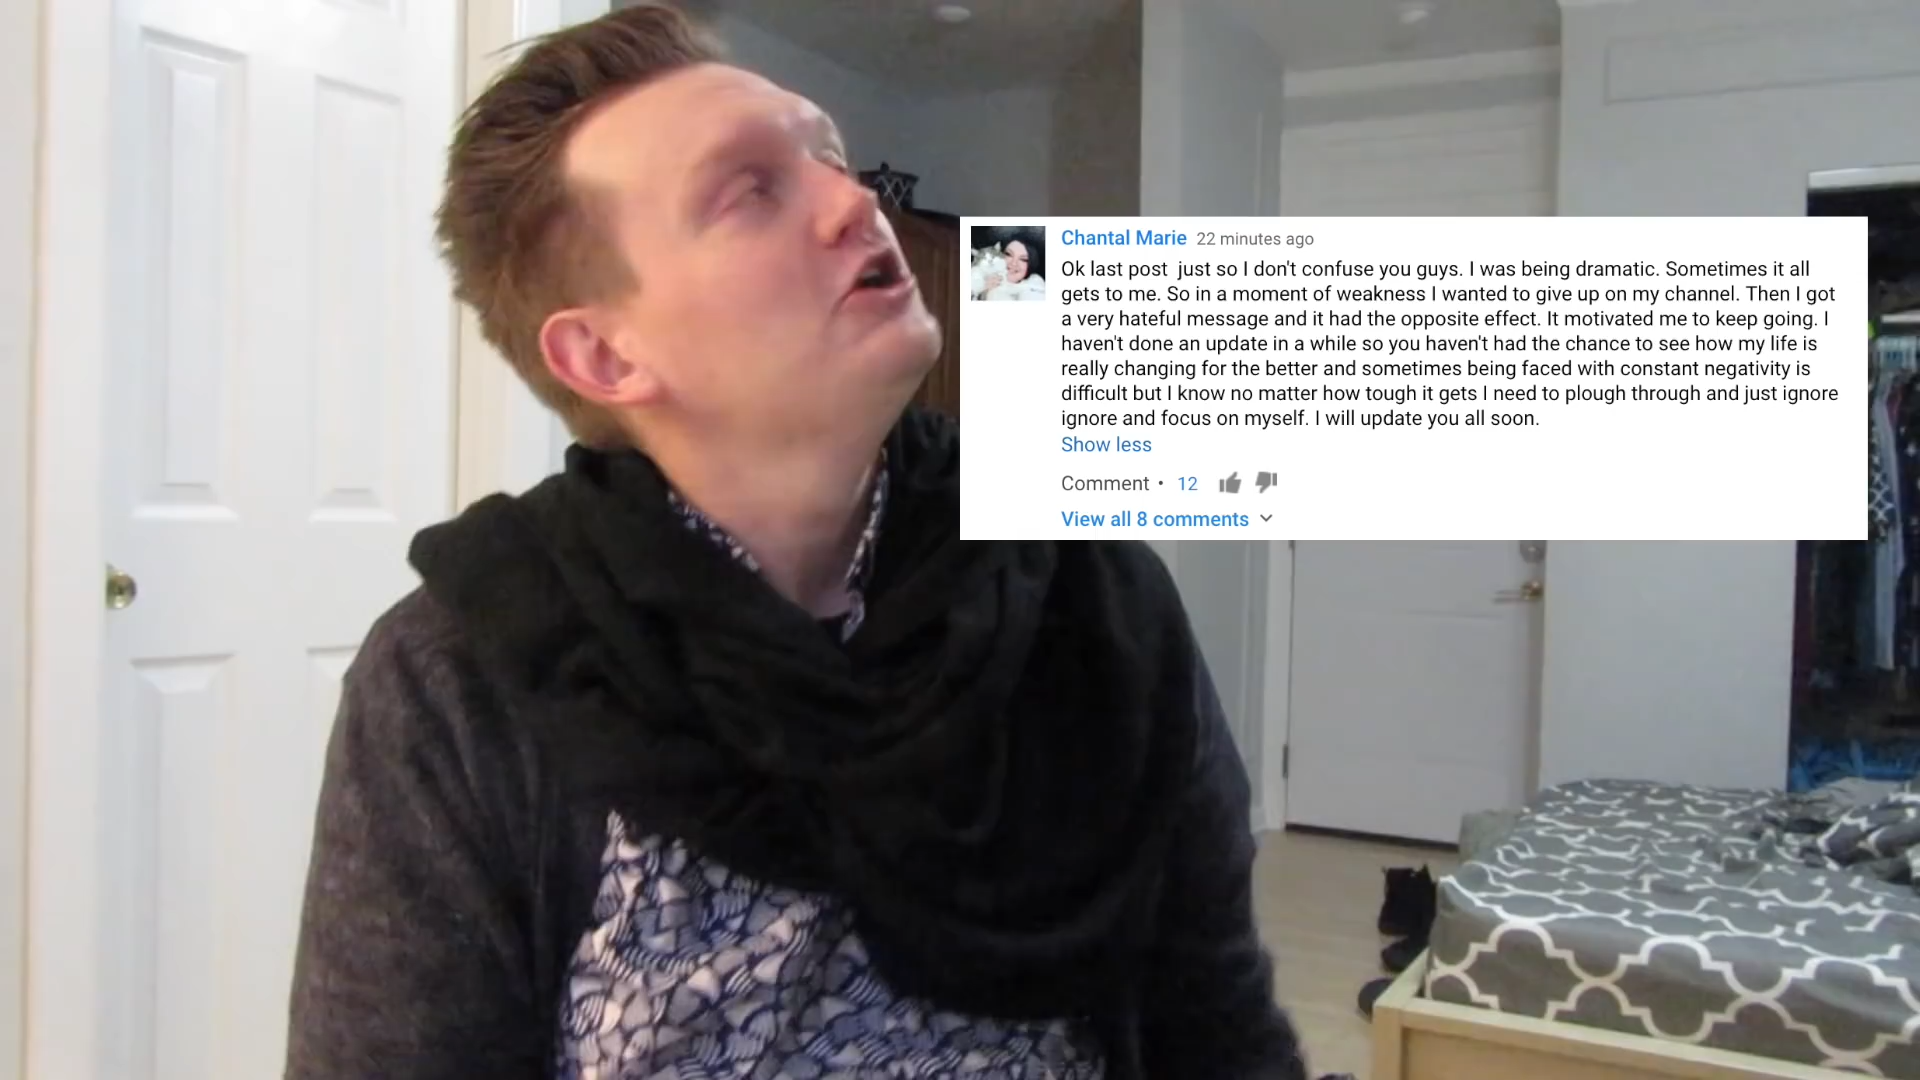 Chantal Marie 22 minutes ago
Ok last post  just so I don't confuse you guys. I was being dramatic. Sometimes it all
gets to me. So in a moment of weakness I wanted to give up on my channel. Then I got
a very hateful message and it had the opposite effect. It motivated me to keep going. I
haven't done an update in a while so you haven't had the chance to see how my life is
really changing for the better and sometimes being faced with constant negativity is
difficult but I know no matter how tough it gets I need to plough through and just ignore
ignore and focus on myself. I will update you all soon.
Show less
Comment • 12
View all 8 comments